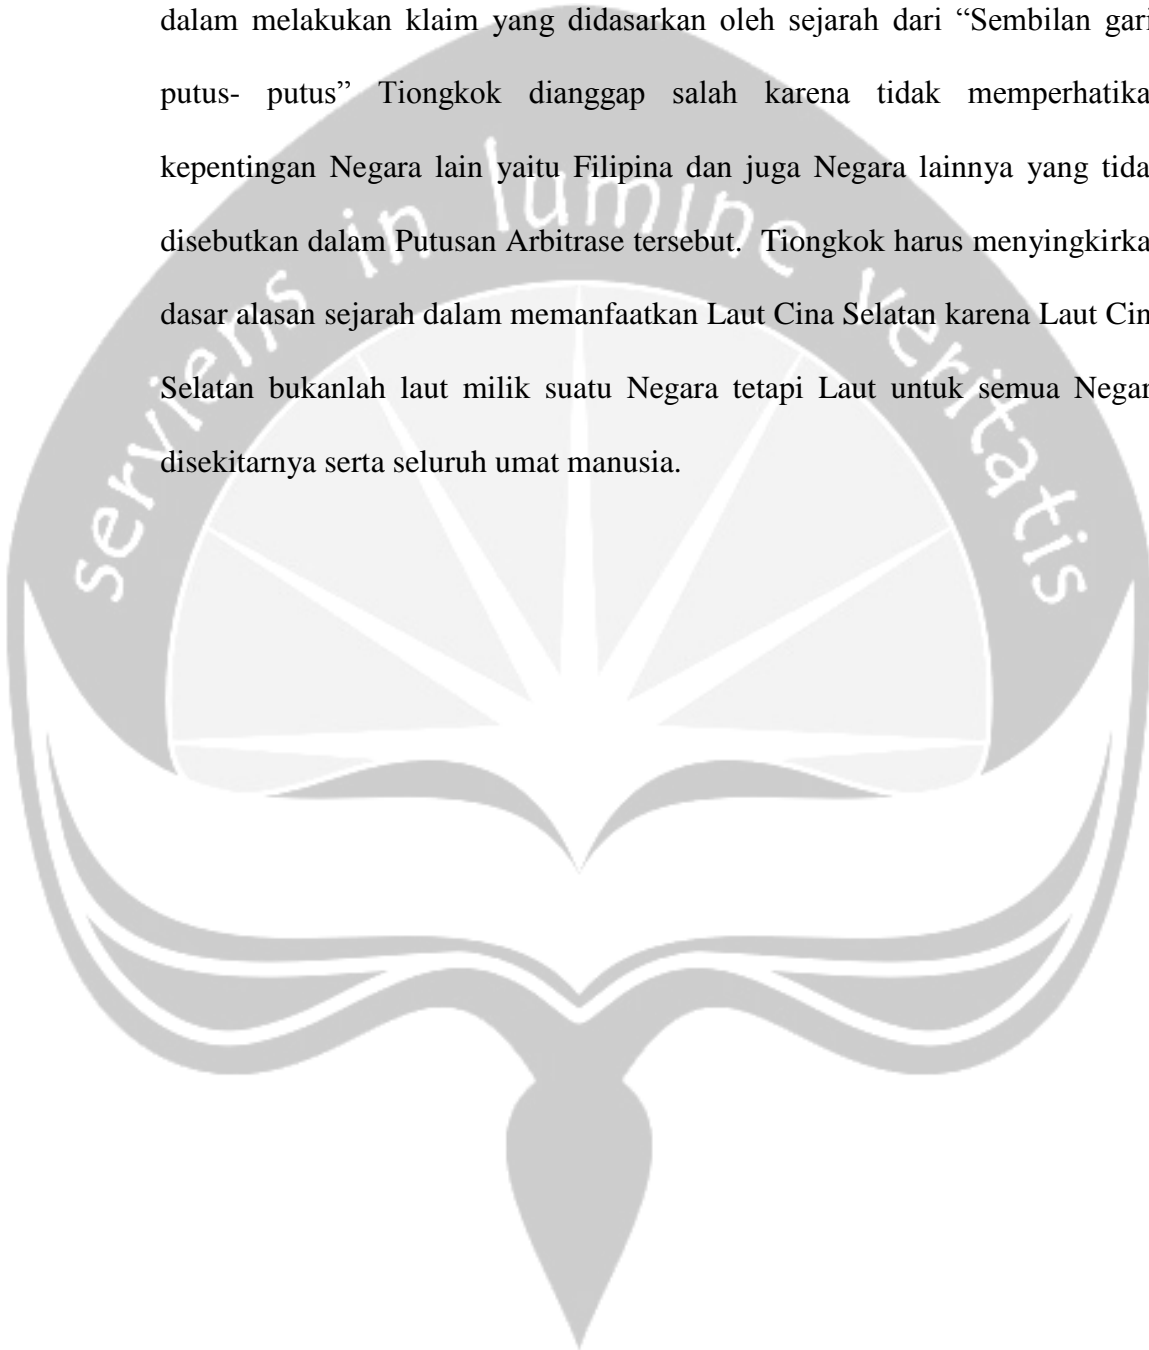 dalam melakukan klaim yang didasarkan oleh sejarah dari “Sembilan gari
putus- putus” Tiongkok dianggap salah karena tidak memperhatika
kepentingan Negara lain yaitu Filipina dan juga Negara lainnya yang tida
disebutkan dalam Putusan Arbitrase tersebut. Tiongkok harus menyingkirka
dasar alasan sejarah dalam memanfaatkan Laut Cina Selatan karena Laut Cin
Selatan bukanlah laut milik suatu Negara tetapi Laut untuk semua Negar
disekitarnya serta seluruh umat manusia.
serviens in lumine veritatis